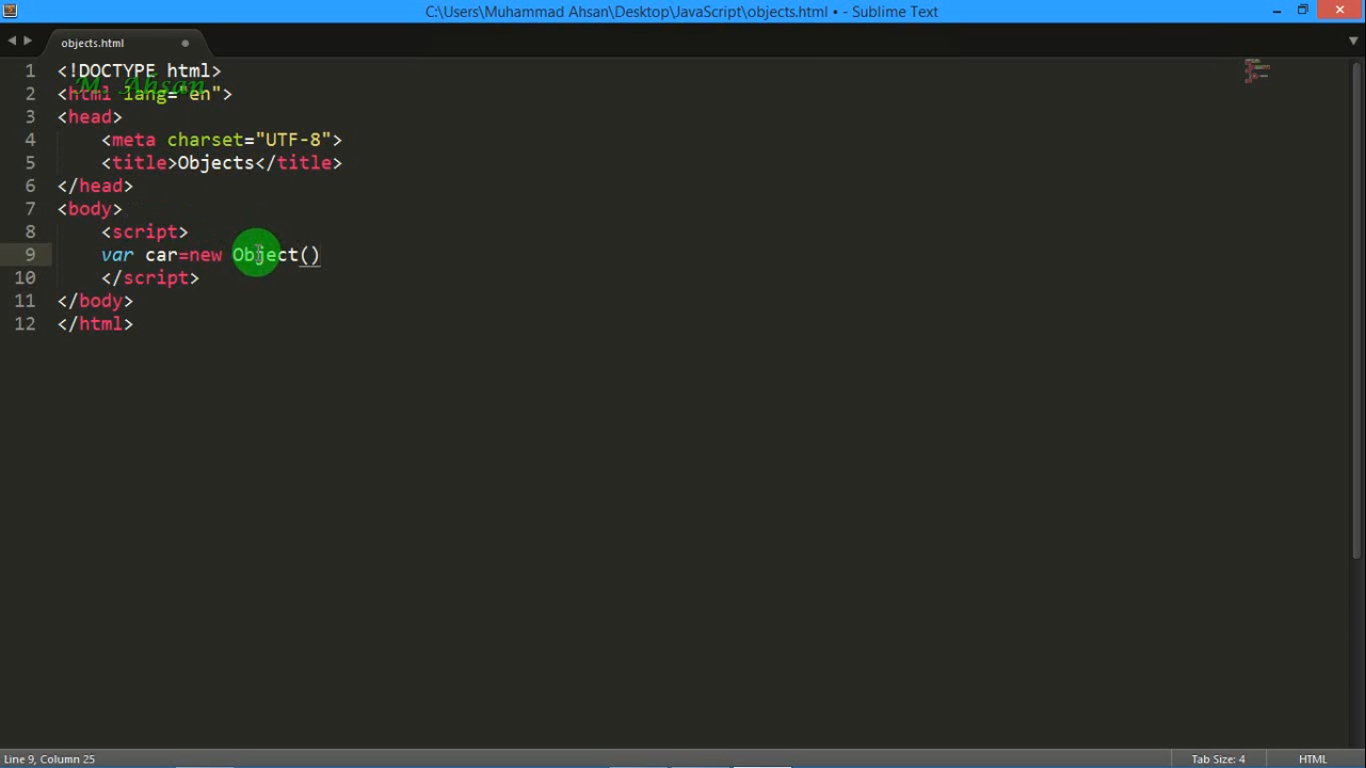 C:\Users\Muhammad Ahsan\Desktop\JavaScript\objects.html • - Sublime Text
objects.html
1 <!DOCTYPE html>
M. Ahsan
2 <html lang="en">
3 <head>
4 <meta charset="UTF-8">
5 <title>Objects</title>
6 </head>
7 <body>
8 <script>
9 var car=new Object()
10 </script>
11 </body>
12 </html>
Line 9, Column 25
Tab Size: 4
HTML